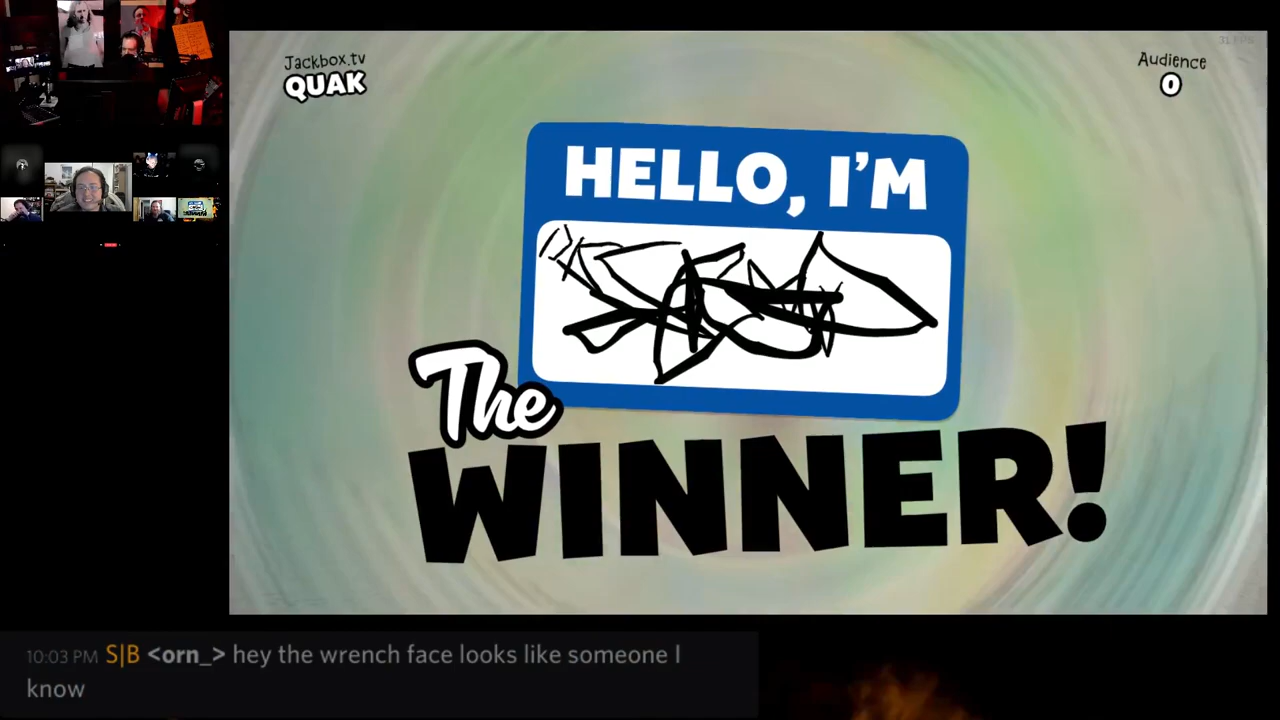 Jackbox.tv
QUAK
Audience
0
HELLO, I'M
The
WINNER!
10:03 PM S|B <orn_> hey the wrench face looks like someone I
know